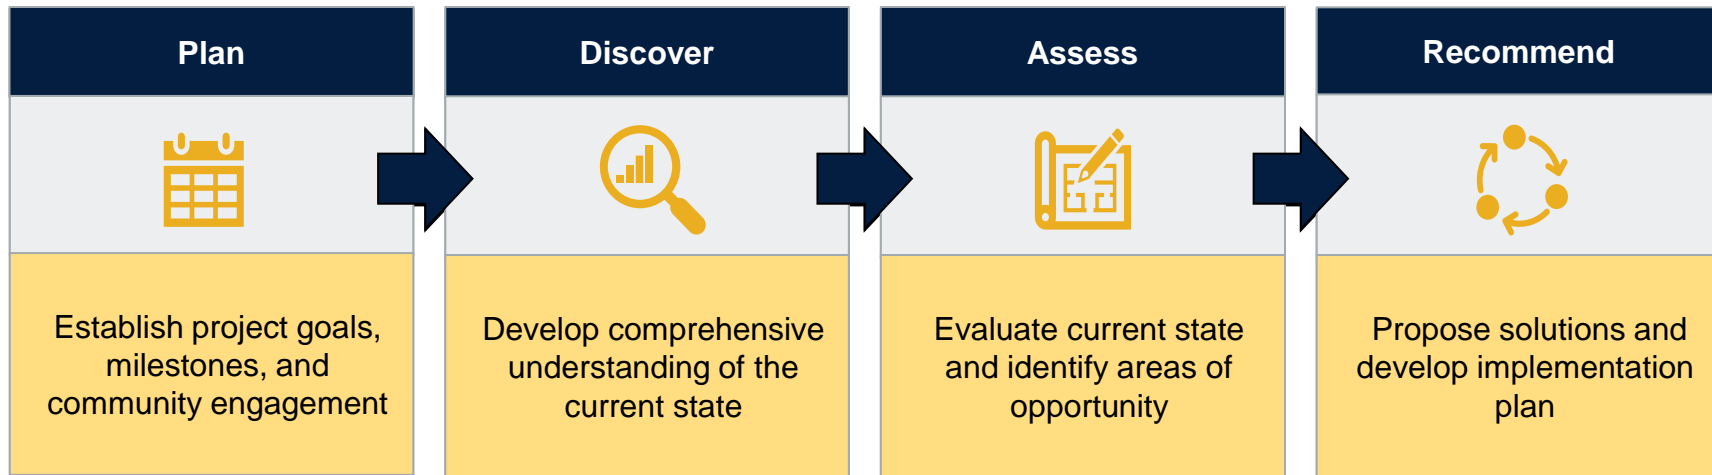 Plan
Establish project goals,
milestones, and
community engagement
Discover
Develop comprehensive
understanding of the
current state
Assess
Evaluate current state
and identify areas of
opportunity
Recommend
Propose solutions and
develop implementation
plan